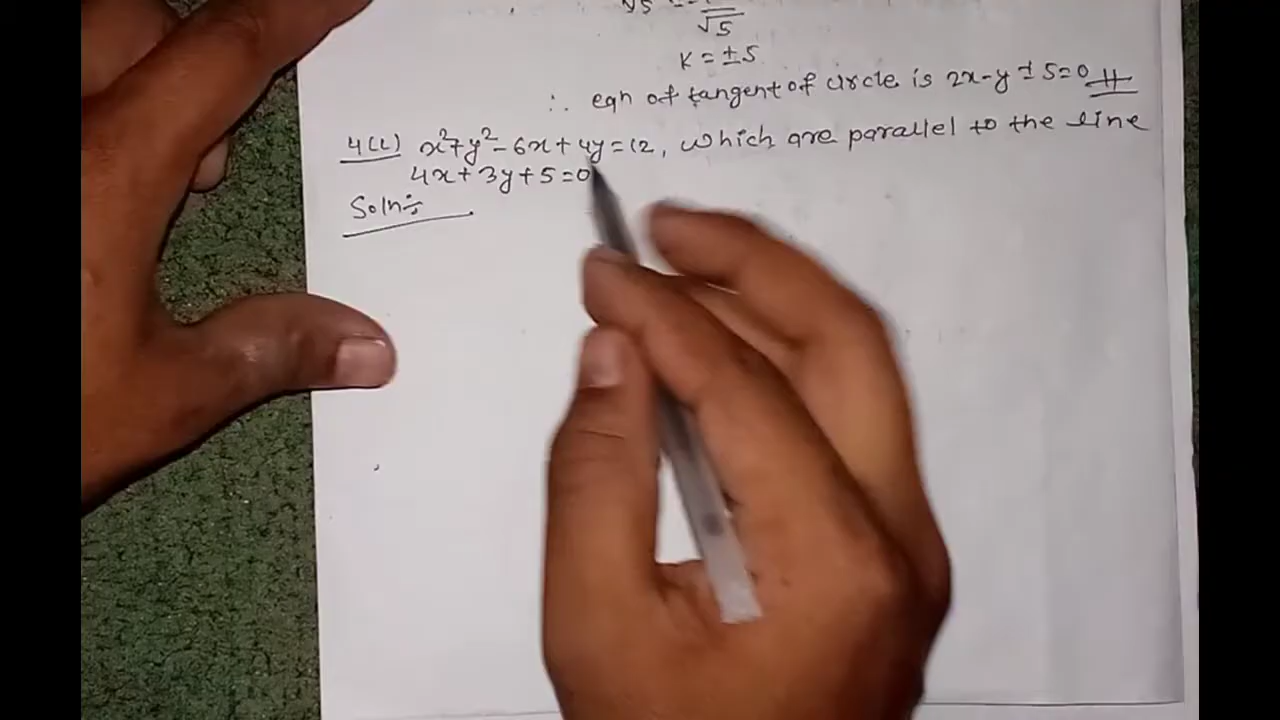 √5
√5
K = ±5
∴ eqn of tangent of circle is 2x-y ± 5=0 //
4(c) x²+y²-6x+4y=12, which are parallel to the line
4x+3y+5=0
Soln:-